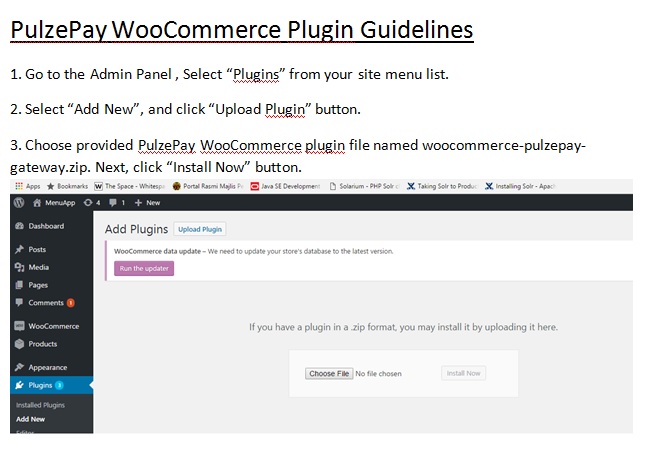 PulzePay WooCommerce Plugin Guidelines
1. Go to the Admin Panel , Select “Plugins” from your site menu list.
2. Select “Add New”, and click “Upload Plugin” button.
3. Choose provided PulzePay WooCommerce plugin file named woocommerce-pulzepay-
gateway.zip. Next, click “Install Now” button.
Apps Bookmarks The Space - Whitesp Portal Rasmi Majlis P Java SE Development Solarium - PHP Solr Taking Solr to Produ Installing Solr - Apac
MenuApp 4 1 + New
Dashboard
Posts
Media
Pages
Comments
WooCommerce
Products
Appearance
Plugins 3
Installed Plugins
Add New
Editor
Add Plugins Upload Plugin
WooCommerce data update – We need to update your store's database to the latest version.
Run the updater
If you have a plugin in a .zip format, you may install it by uploading it here.
Choose File No file chosen Install Now